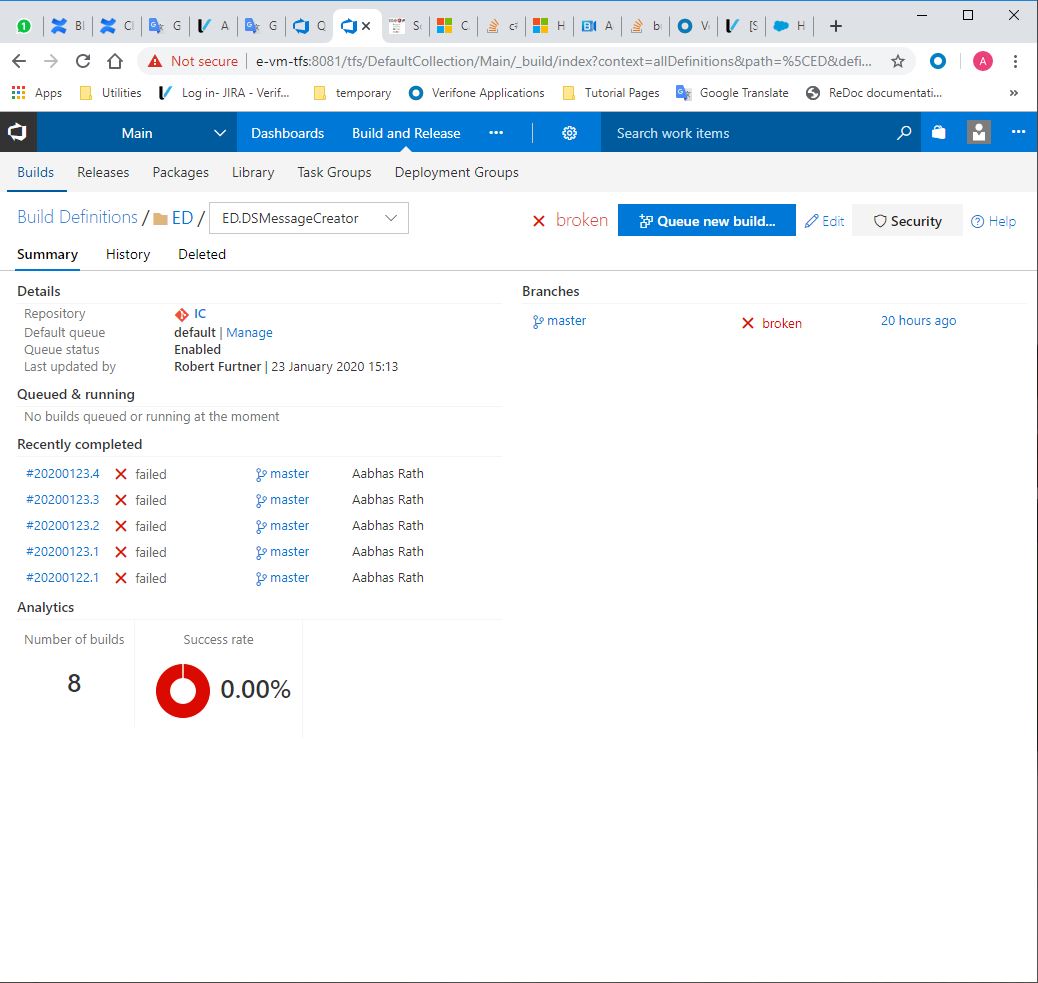 1 Bl Cl G A G Q S C c# H A b V [S H
Not secure | e-vm-tfs:8081/tfs/DefaultCollection/Main/_build/index?context=allDefinitions&path=%5CED&defi... A
Apps Utilities Log in- JIRA - Verif... temporary Verifone Applications Tutorial Pages Google Translate ReDoc documentati... »
Main Dashboards Build and Release ··· Search work items ···
Builds Releases Packages Library Task Groups Deployment Groups
Build Definitions / ED / ED.DSMessageCreator broken Queue new build... Edit Security Help
Summary History Deleted
Details Branches
Repository IC
master broken 20 hours ago
Default queue default | Manage
Queue status Enabled
Last updated by Robert Furtner | 23 January 2020 15:13
Queued & running
No builds queued or running at the moment
Recently completed
#20200123.4 failed master Aabhas Rath
#20200123.3 failed master Aabhas Rath
#20200123.2 failed master Aabhas Rath
#20200123.1 failed master Aabhas Rath
#20200122.1 failed master Aabhas Rath
Analytics
Number of builds Success rate
8 0.00%